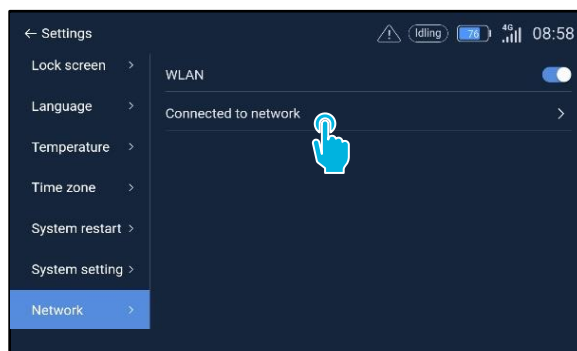 ← Settings
Idling 76 4G 08:58
Lock screen >
WLAN
Language >
Connected to network >
Temperature >
Time zone >
System restart >
System setting >
Network >